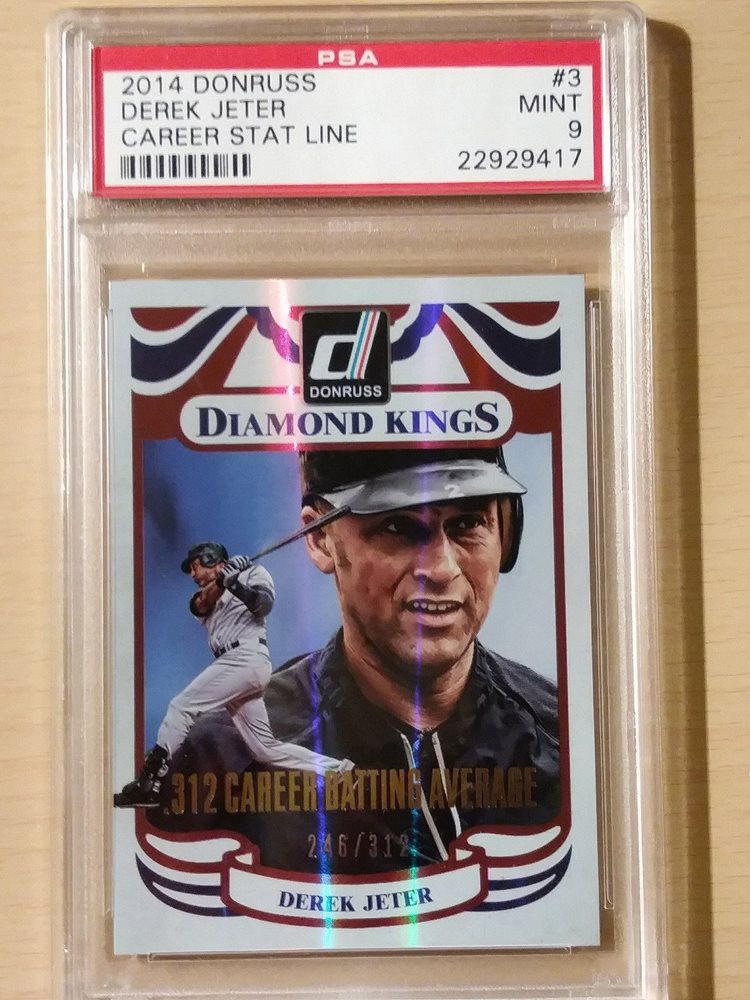 PSA
2014 DONRUSS #3
DEREK JETER MINT
CAREER STAT LINE 9
22929417
d
DONRUSS
DIAMOND KINGS
2
.312 CAREER BATTING AVERAGE
246/312
DEREK JETER